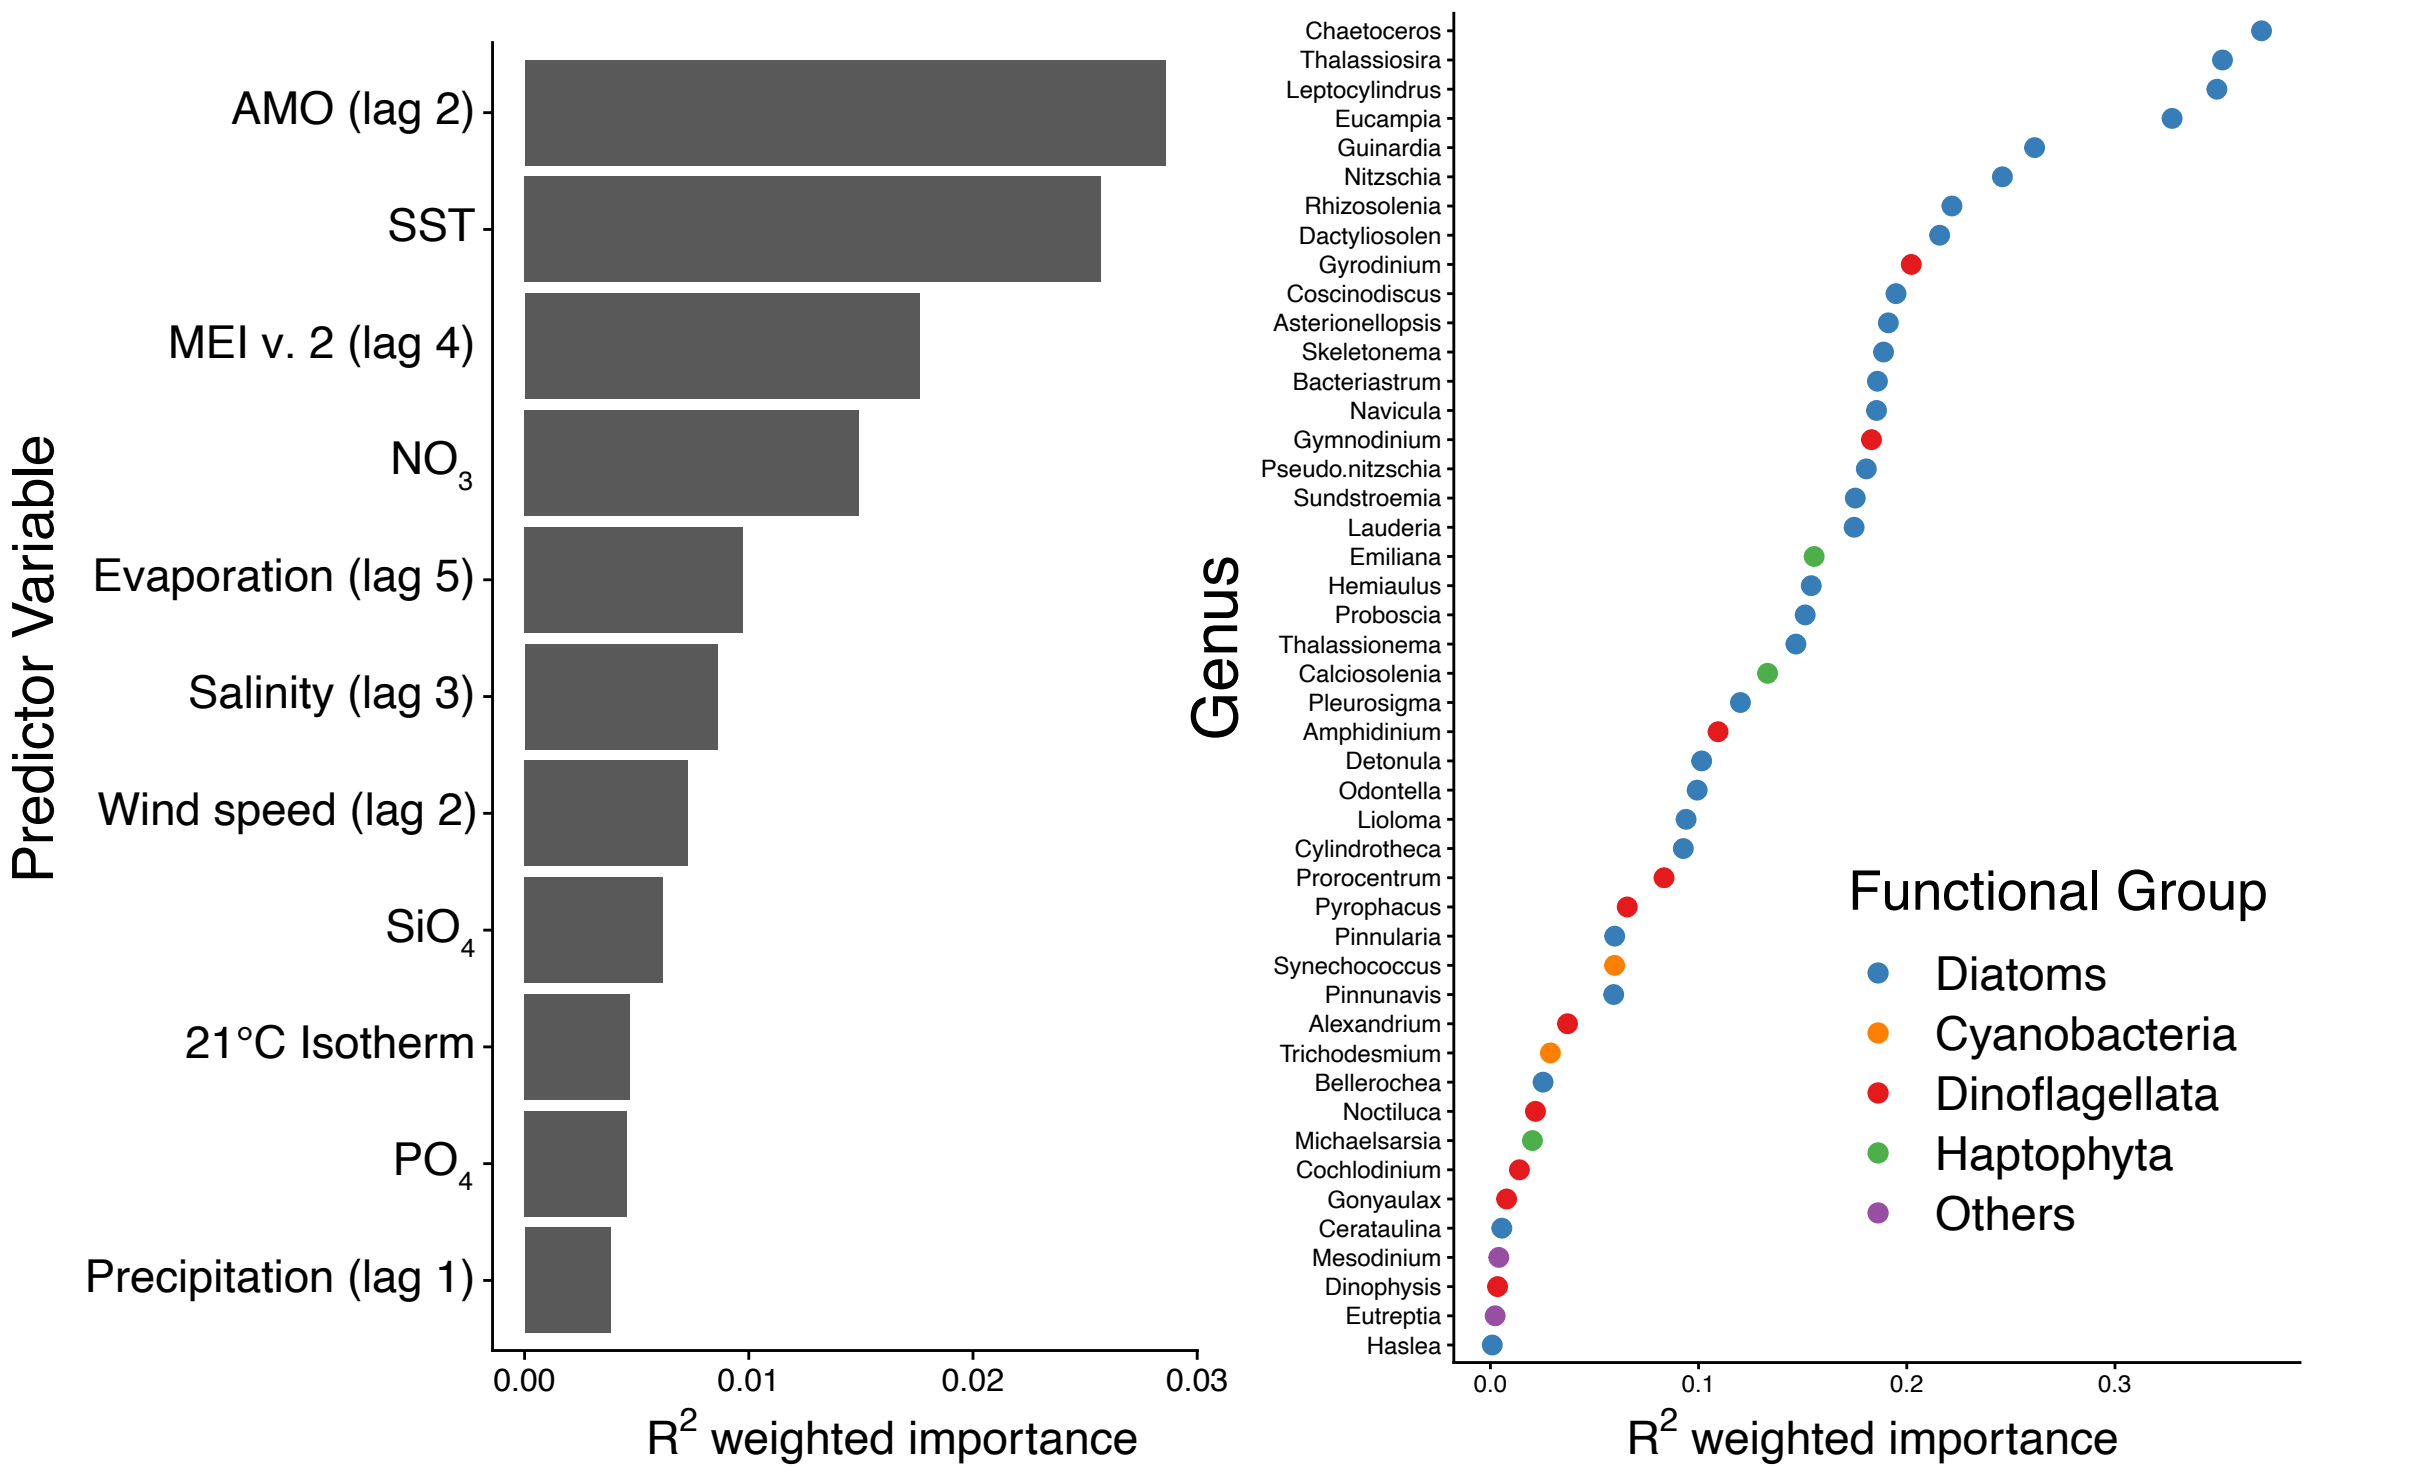 Predictor Variable
AMO (lag 2)
SST
MEI v. 2 (lag 4)
NO₃
Evaporation (lag 5)
Salinity (lag 3)
Wind speed (lag 2)
SiO₄
21°C Isotherm
PO₄
Precipitation (lag 1)
0.00 0.01 0.02 0.03
R² weighted importance
Genus
Chaetoceros
Thalassiosira
Leptocylindrus
Eucampia
Guinardia
Nitzschia
Rhizosolenia
Dactyliosolen
Gyrodinium
Coscinodiscus
Asterionellopsis
Skeletonema
Bacteriastrum
Navicula
Gymnodinium
Pseudo.nitzschia
Sundstroemia
Lauderia
Emiliana
Hemiaulus
Proboscia
Thalassionema
Calciosolenia
Pleurosigma
Amphidinium
Detonula
Odontella
Lioloma
Cylindrotheca
Prorocentrum
Pyrophacus
Pinnularia
Synechococcus
Pinnunavis
Alexandrium
Trichodesmium
Bellerochea
Noctiluca
Michaelsarsia
Cochlodinium
Gonyaulax
Cerataulina
Mesodinium
Dinophysis
Eutreptia
Haslea
0.0 0.1 0.2 0.3
R² weighted importance
Functional Group
Diatoms
Cyanobacteria
Dinoflagellata
Haptophyta
Others